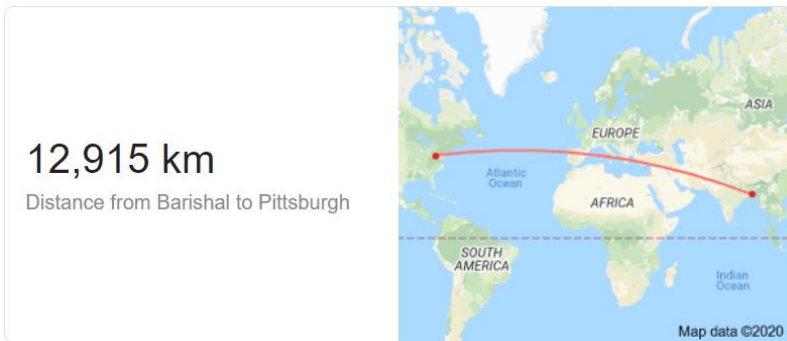 12,915 km
Distance from Barishal to Pittsburgh
ASIA
EUROPE
Atlantic
Ocean
AFRICA
SOUTH
AMERICA
Indian
Ocean
Map data ©2020